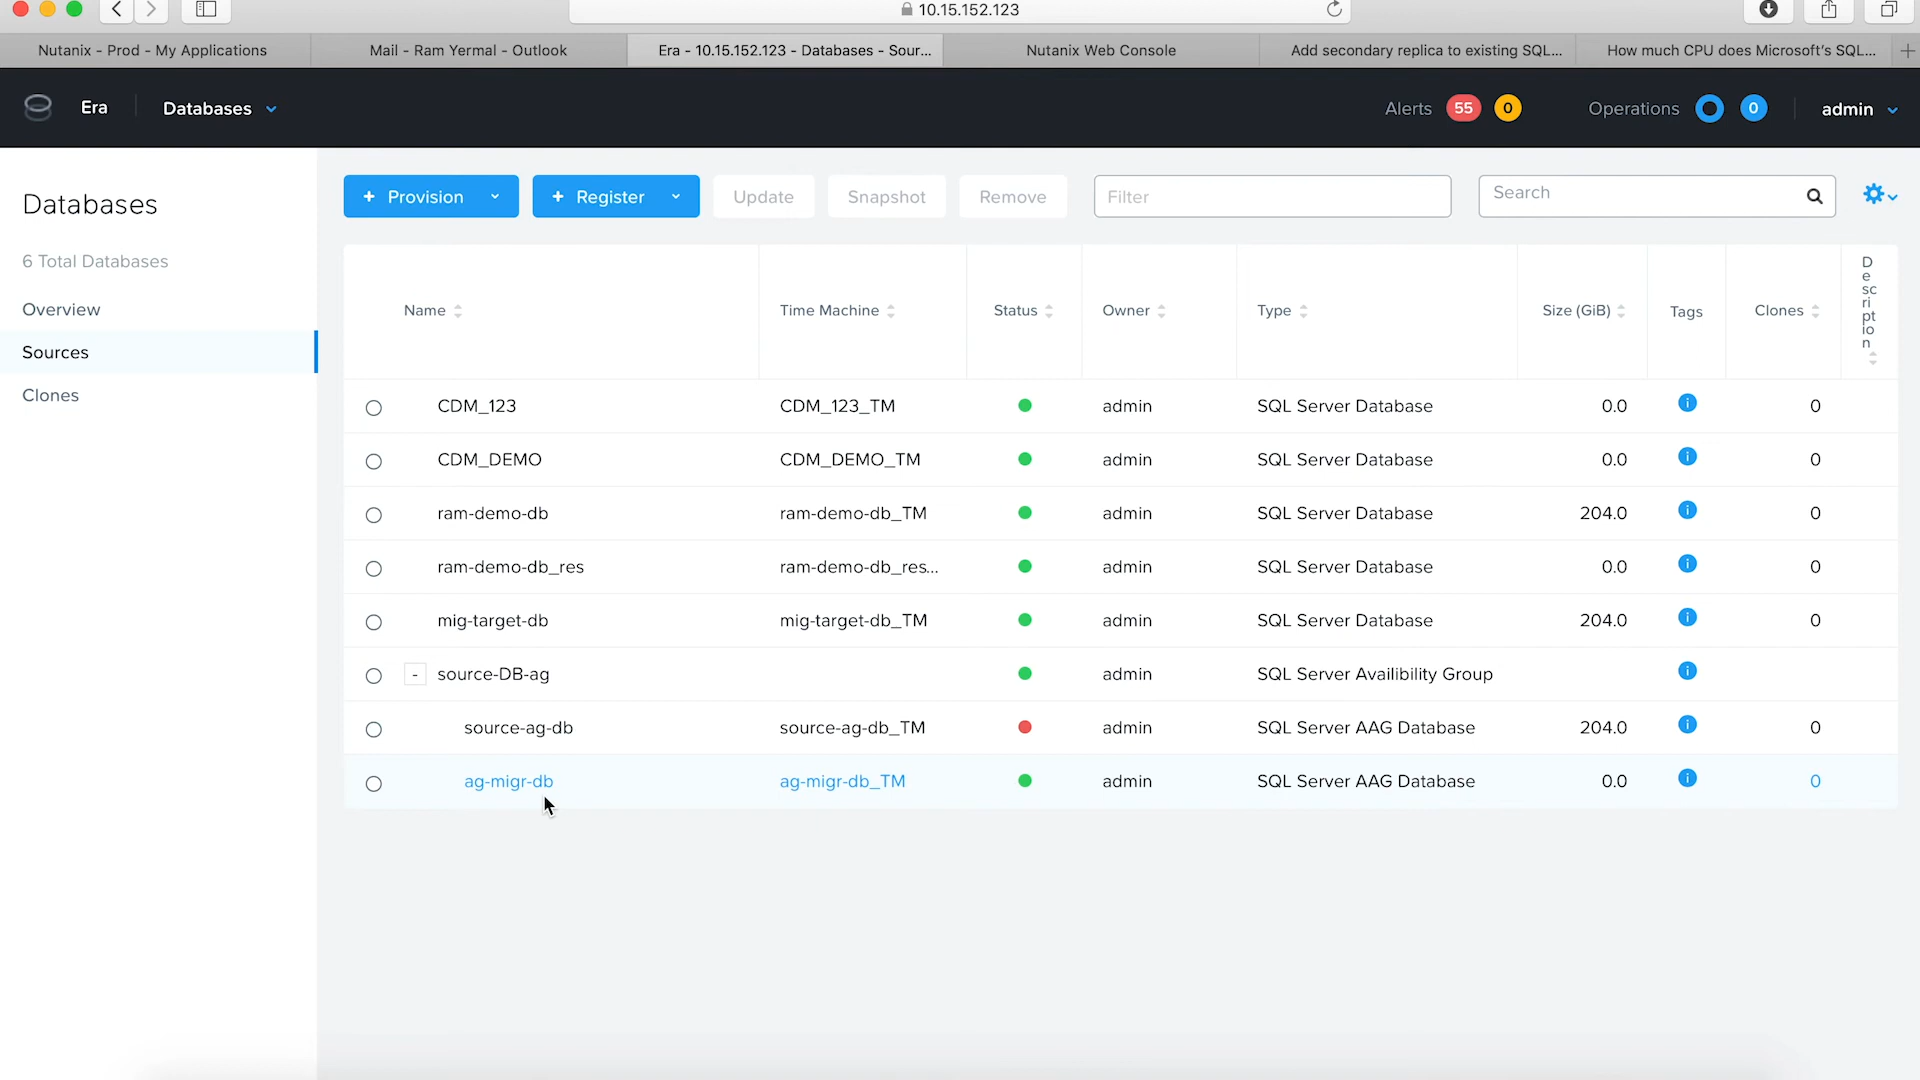 10.15.152.123
Nutanix - Prod - My Applications
Mail - Ram Yermal - Outlook
Era - 10.15.152.123 - Databases - Sour...
Nutanix Web Console
Add secondary replica to existing SQL...
How much CPU does Microsoft's SQL...
Era
Databases
Alerts 55 0
Operations 0
admin
Databases
6 Total Databases
Overview
Sources
Clones
+ Provision
+ Register
Update
Snapshot
Remove
Filter
Search
Name Time Machine Status Owner Type Size (GiB) Tags Clones Description
CDM_123 CDM_123_TM admin SQL Server Database 0.0 i 0
CDM_DEMO CDM_DEMO_TM admin SQL Server Database 0.0 i 0
ram-demo-db ram-demo-db_TM admin SQL Server Database 204.0 i 0
ram-demo-db_res ram-demo-db_res... admin SQL Server Database 0.0 i 0
mig-target-db mig-target-db_TM admin SQL Server Database 204.0 i 0
- source-DB-ag admin SQL Server Availibility Group i
source-ag-db source-ag-db_TM admin SQL Server AAG Database 204.0 i 0
ag-migr-db ag-migr-db_TM admin SQL Server AAG Database 0.0 i 0